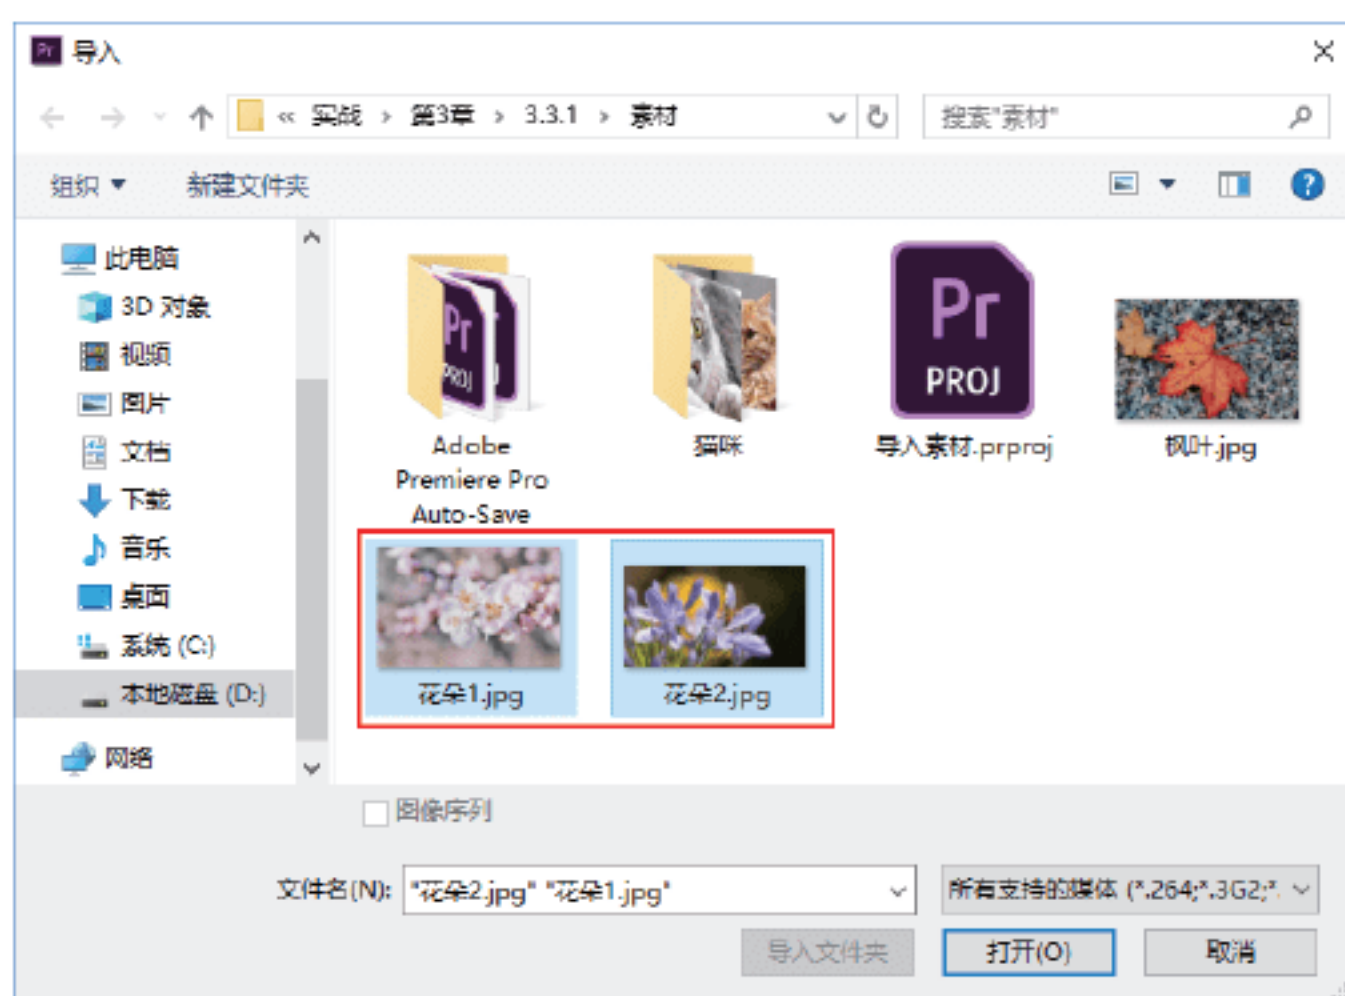 Pr 导入
« 实战 › 第3章 › 3.3.1 › 素材
搜索"素材"
组织 新建文件夹
此电脑
3D 对象
视频
图片
文档
下载
音乐
桌面
系统 (C:)
本地磁盘 (D:)
网络
Pr
PROJ
Adobe
Premiere Pro
Auto-Save
猫咪
Pr
PROJ
导入素材.prproj
枫叶.jpg
花朵1.jpg
花朵2.jpg
图像序列
文件名(N): "花朵2.jpg" "花朵1.jpg"
所有支持的媒体 (*.264;*.3G2;*.
导入文件夹 打开(O) 取消